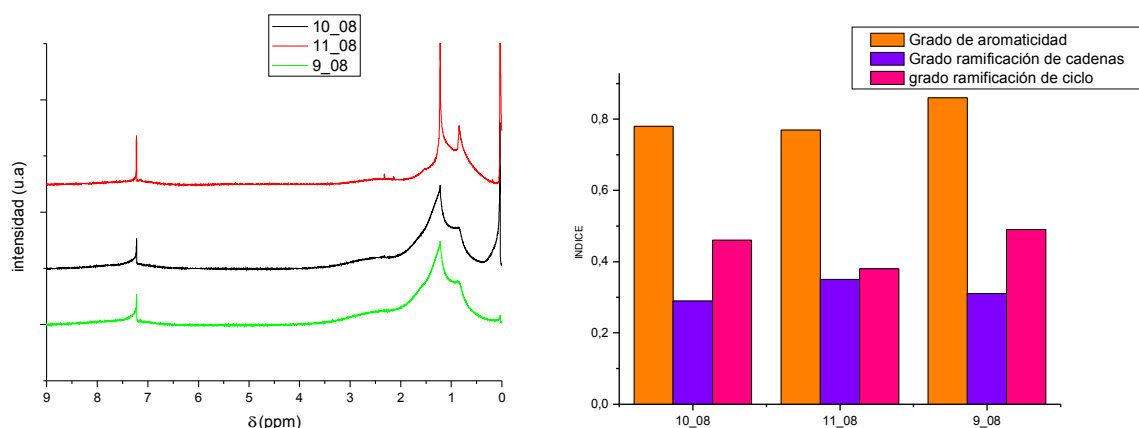 10_08
11_08
9_08
intensidad (u.a)
9 8 7 6 5 4 3 2 1 0
δ(ppm)
Grado de aromaticidad
Grado ramificación de cadenas
grado ramificación de ciclo
0,8
0,6
0,4
0,2
0,0
INDICE
10_08 11_08 9_08